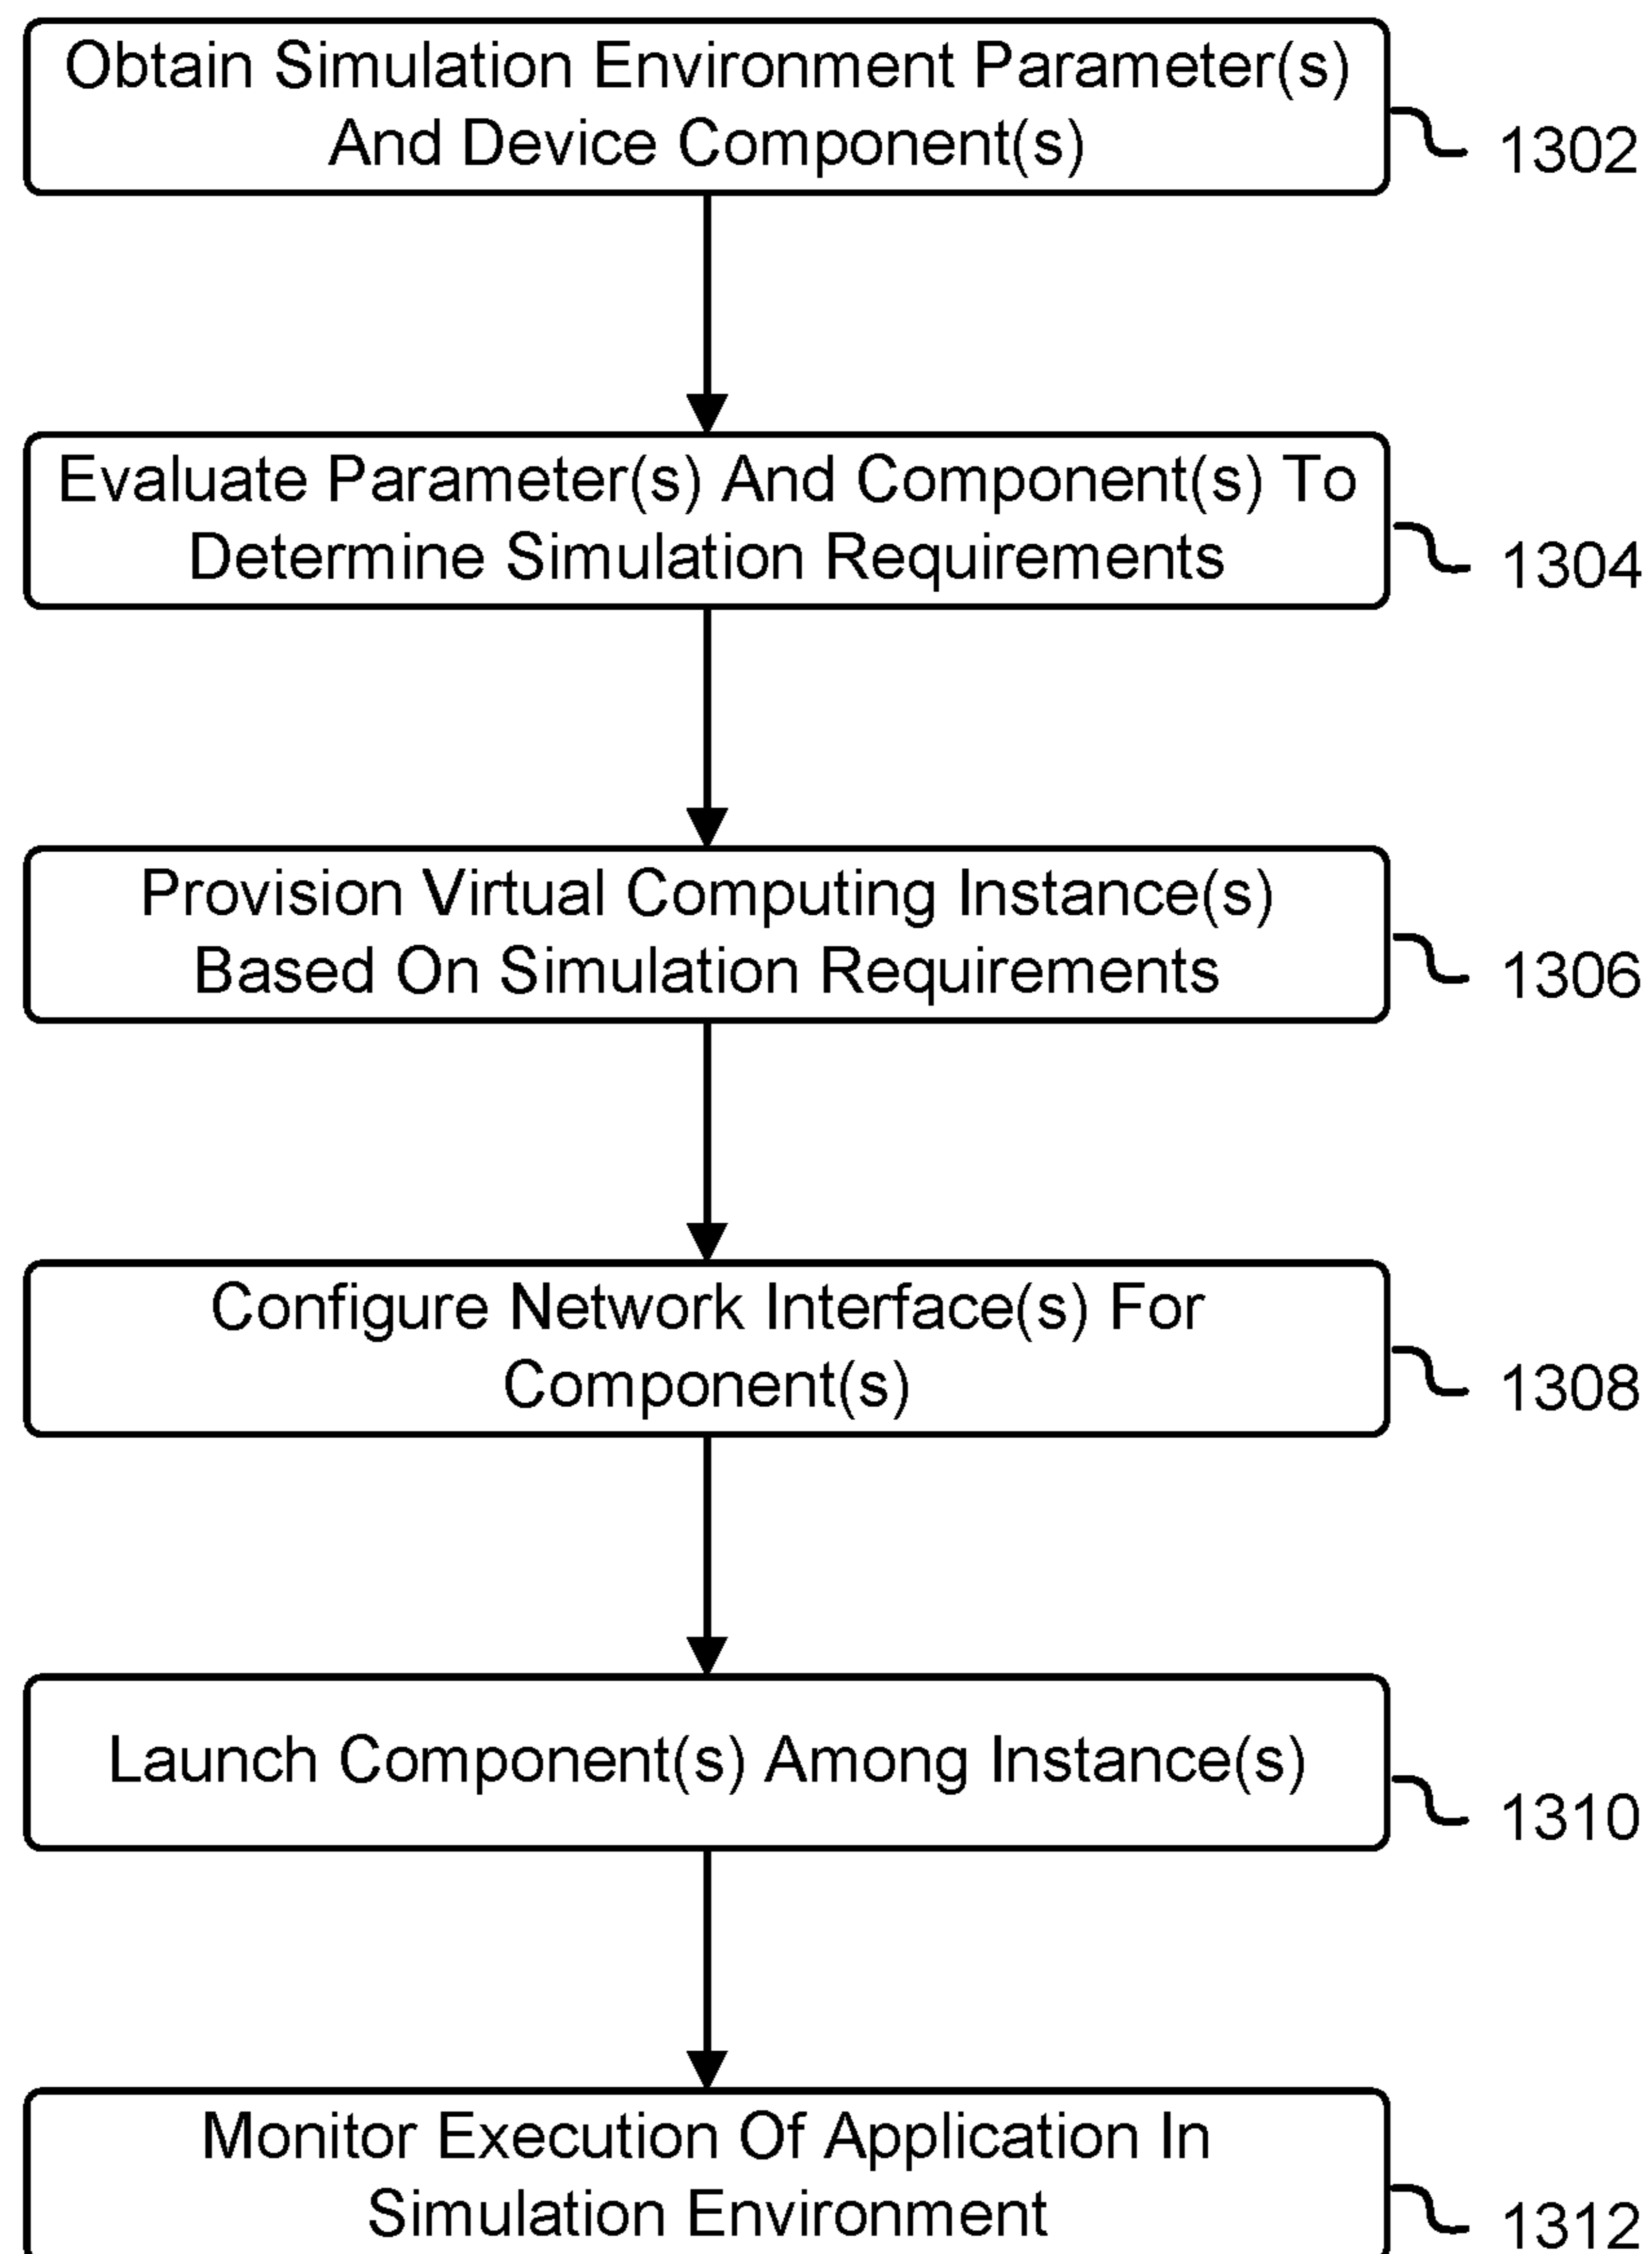 Obtain Simulation Environment Parameter(s)
And Device Component(s)
1302
Evaluate Parameter(s) And Component(s) To
Determine Simulation Requirements
1304
Provision Virtual Computing Instance(s)
Based On Simulation Requirements
1306
Configure Network Interface(s) For
Component(s)
1308
Launch Component(s) Among Instance(s)
1310
Monitor Execution Of Application In
Simulation Environment
1312